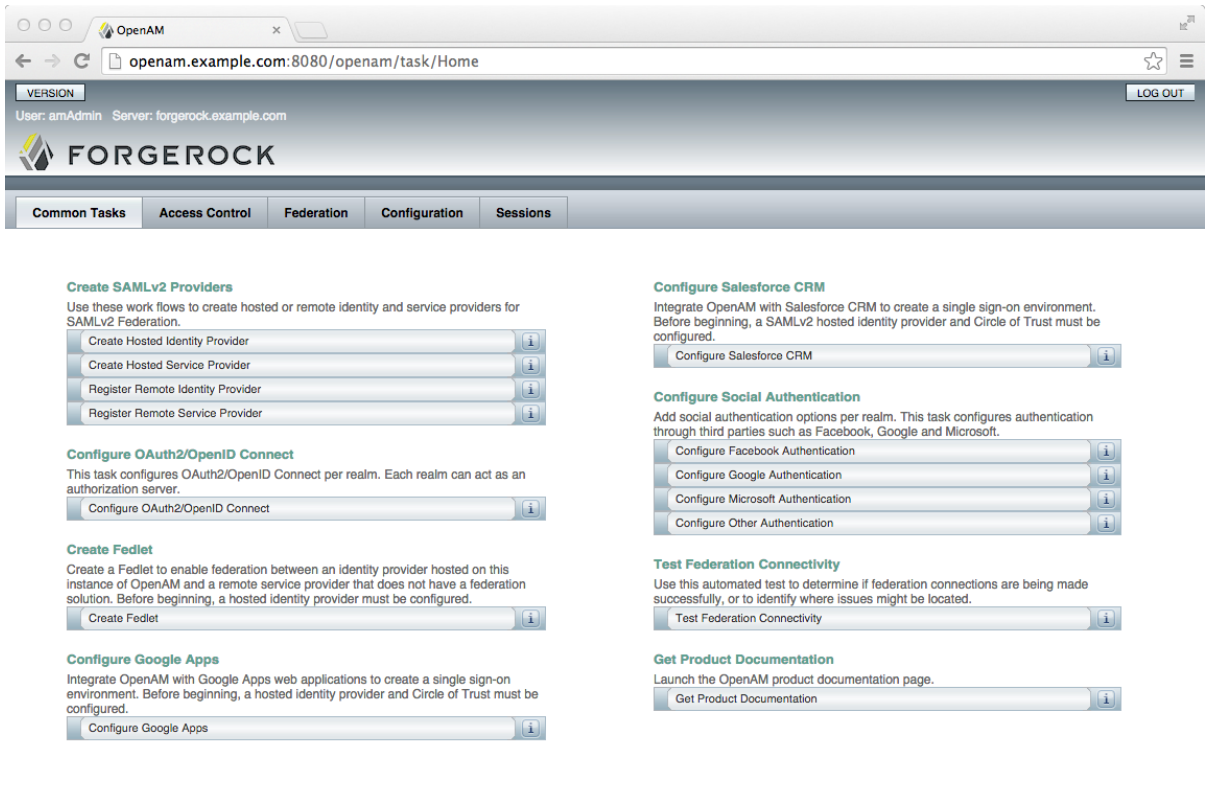 OpenAM
openam.example.com:8080/openam/task/Home
VERSION
LOG OUT
User: amAdmin Server: forgerock.example.com
FORGEROCK
Common Tasks
Access Control
Federation
Configuration
Sessions
Create SAMLv2 Providers
Use these work flows to create hosted or remote identity and service providers for
SAMLv2 Federation.
Create Hosted Identity Provider
Create Hosted Service Provider
Register Remote Identity Provider
Register Remote Service Provider
Configure OAuth2/OpenID Connect
This task configures OAuth2/OpenID Connect per realm. Each realm can act as an
authorization server.
Configure OAuth2/OpenID Connect
Create Fedlet
Create a Fedlet to enable federation between an identity provider hosted on this
instance of OpenAM and a remote service provider that does not have a federation
solution. Before beginning, a hosted identity provider must be configured.
Create Fedlet
Configure Google Apps
Integrate OpenAM with Google Apps web applications to create a single sign-on
environment. Before beginning, a hosted identity provider and Circle of Trust must be
configured.
Configure Google Apps
Configure Salesforce CRM
Integrate OpenAM with Salesforce CRM to create a single sign-on environment.
Before beginning, a SAMLv2 hosted identity provider and Circle of Trust must be
configured.
Configure Salesforce CRM
Configure Social Authentication
Add social authentication options per realm. This task configures authentication
through third parties such as Facebook, Google and Microsoft.
Configure Facebook Authentication
Configure Google Authentication
Configure Microsoft Authentication
Configure Other Authentication
Test Federation Connectivity
Use this automated test to determine if federation connections are being made
successfully, or to identify where issues might be located.
Test Federation Connectivity
Get Product Documentation
Launch the OpenAM product documentation page.
Get Product Documentation